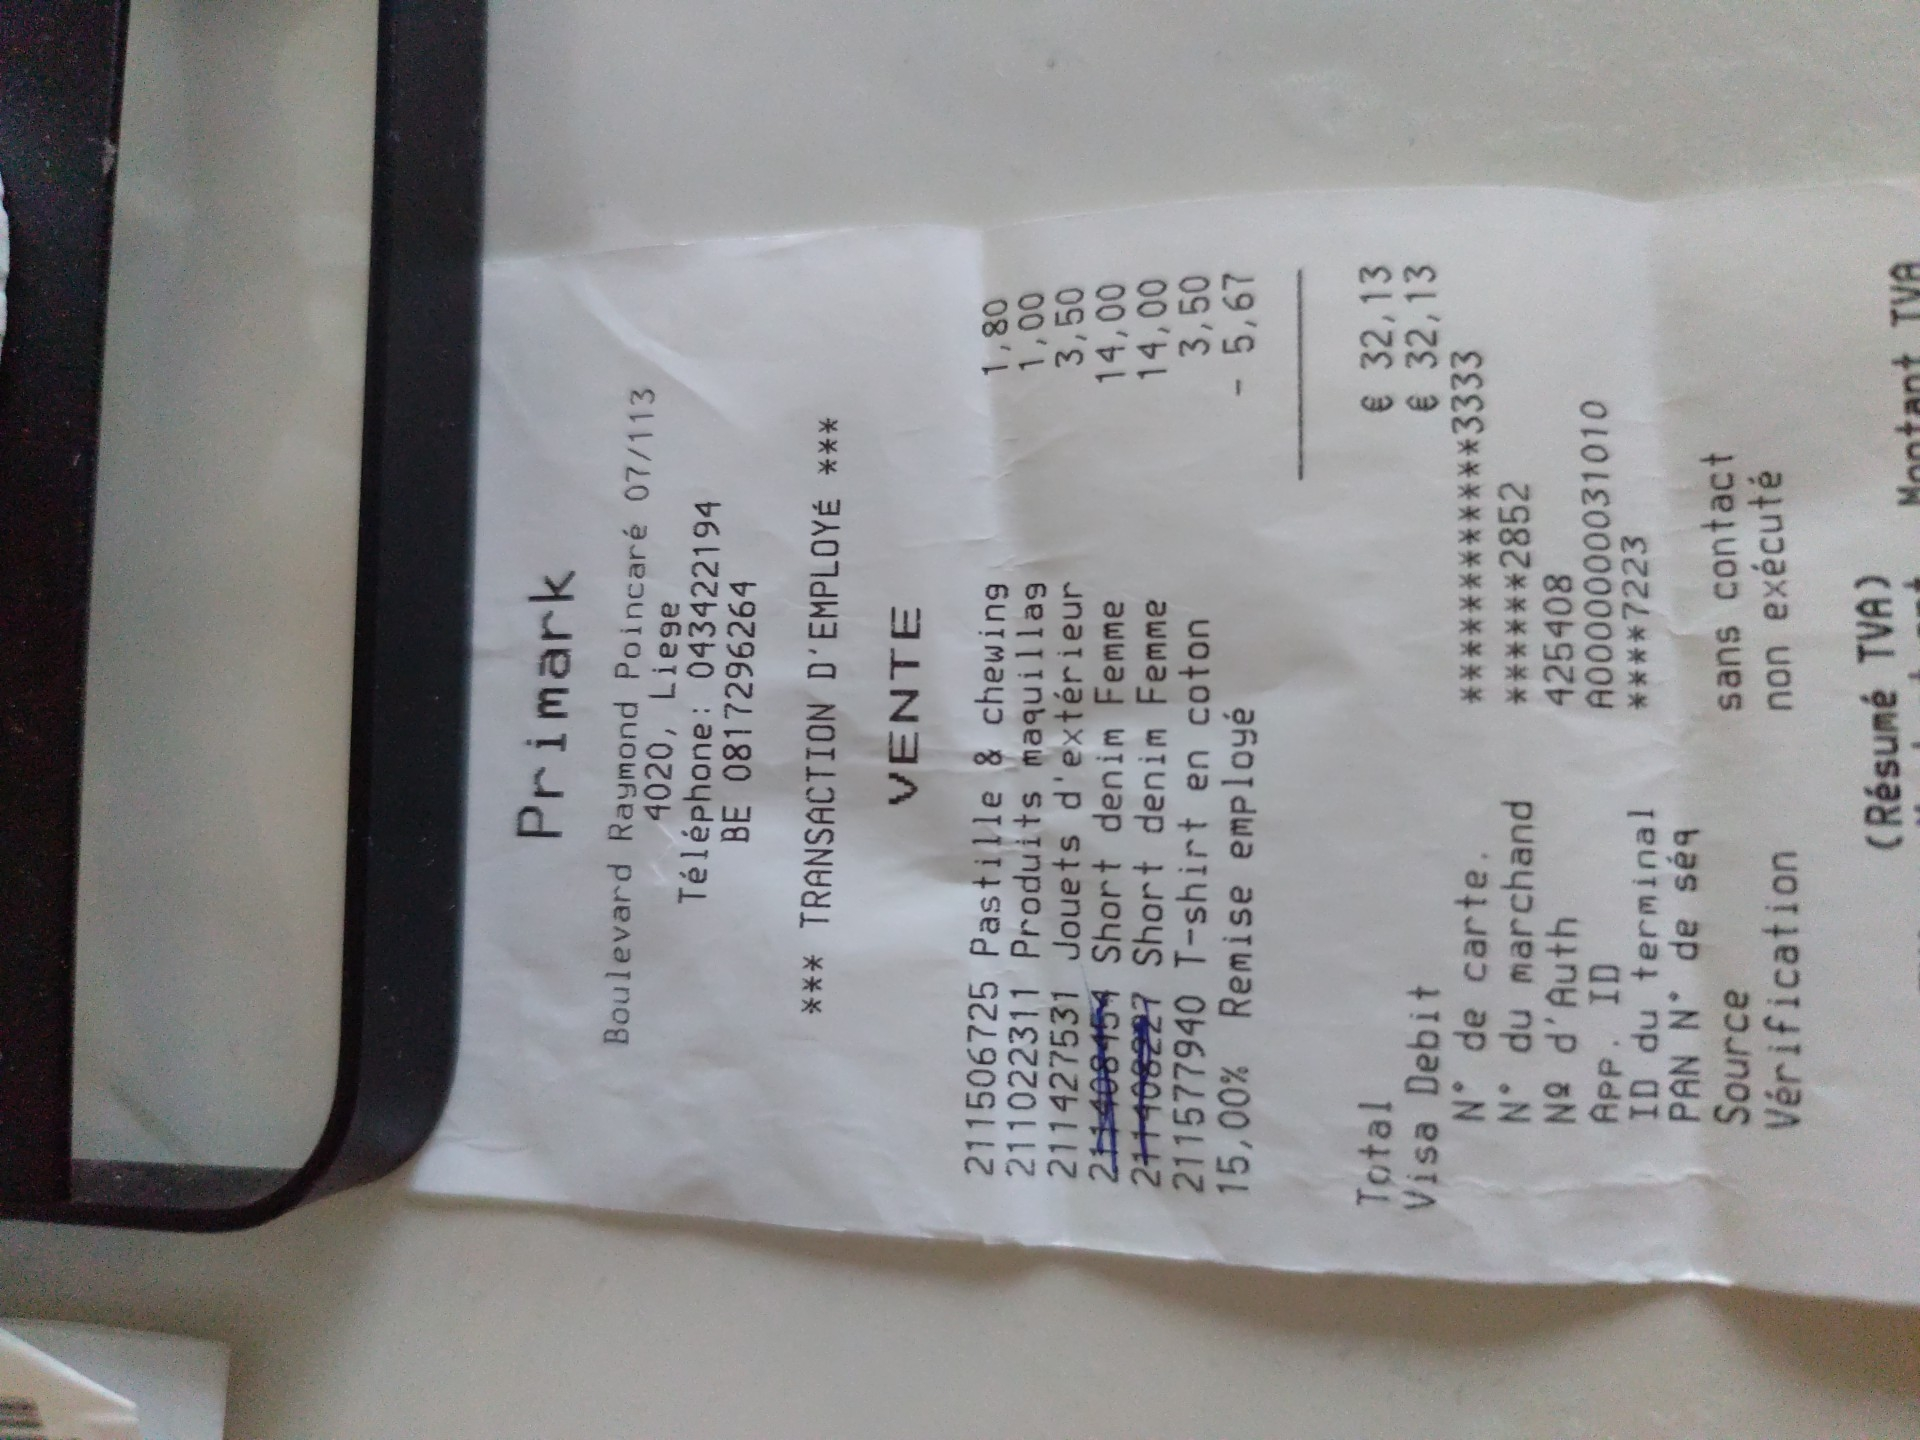 Primark
Boulevard Raymond Poincaré 07/113
4020, Liege
Téléphone: 043422194
BE 0817296264
*** TRANSACTION D'EMPLOYÉ ***
VENTE
211506725 Pastille & chewing 1,80
211022311 Produits maquillag 1,00
211427531 Jouets d'extérieur 3,50
Short denim Femme 14,00
Short denim Femme 14,00
211577940 T-shirt en coton 3,50
15,00% Remise employé - 5,67
Total € 32,13
Visa Debit € 32,13
N° de carte. ***************3333
N° du marchand ******2852
Nº d'Auth 425408
APP. ID A0000000031010
ID du terminal ****7223
PAN N° de séq
Source sans contact
Vérification non exécuté
(Résumé TVA)
Montant TVA